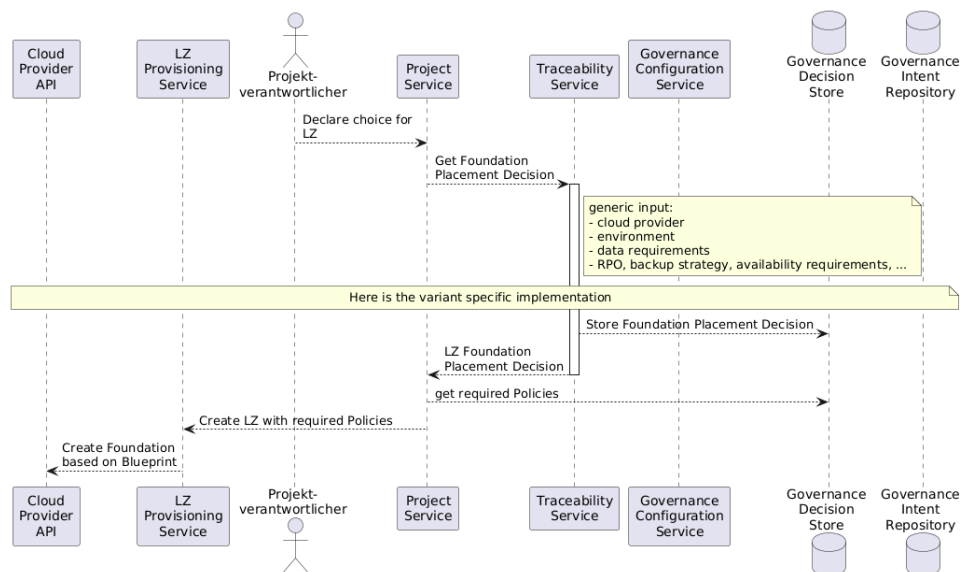 Cloud
Provider
API
LZ
Provisioning
Service
Projekt-
verantwortlicher
Project
Service
Traceability
Service
Governance
Configuration
Service
Governance
Decision
Store
Governance
Intent
Repository
Declare choice for
LZ
Get Foundation
Placement Decision
generic input:
- cloud provider
- environment
- data requirements
- RPO, backup strategy, availability requirements, ...
Here is the variant specific implementation
Store Foundation Placement Decision
LZ Foundation
Placement Decision
get required Policies
Create LZ with required Policies
Create Foundation
based on Blueprint
Cloud
Provider
API
LZ
Provisioning
Service
Projekt-
verantwortlicher
Project
Service
Traceability
Service
Governance
Configuration
Service
Governance
Decision
Store
Governance
Intent
Repository